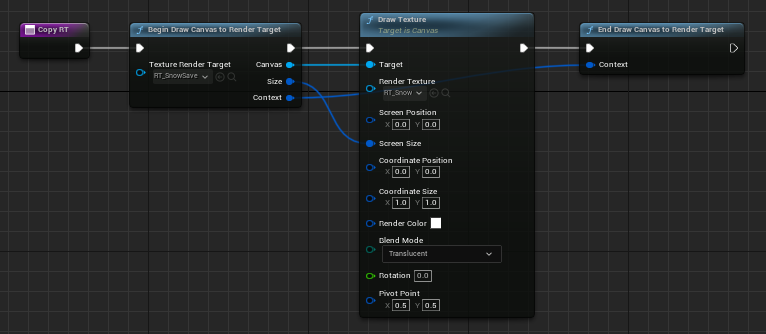 Copy RT
Begin Draw Canvas to Render Target
Texture Render Target
RT_SnowSave
Canvas
Size
Context
Draw Texture
Target is Canvas
Target
Render Texture
RT_Snow
Screen Position
X 0.0 Y 0.0
Screen Size
Coordinate Position
X 0.0 Y 0.0
Coordinate Size
X 1.0 Y 1.0
Render Color
Blend Mode
Translucent
Rotation 0.0
Pivot Point
X 0.5 Y 0.5
End Draw Canvas to Render Target
Context